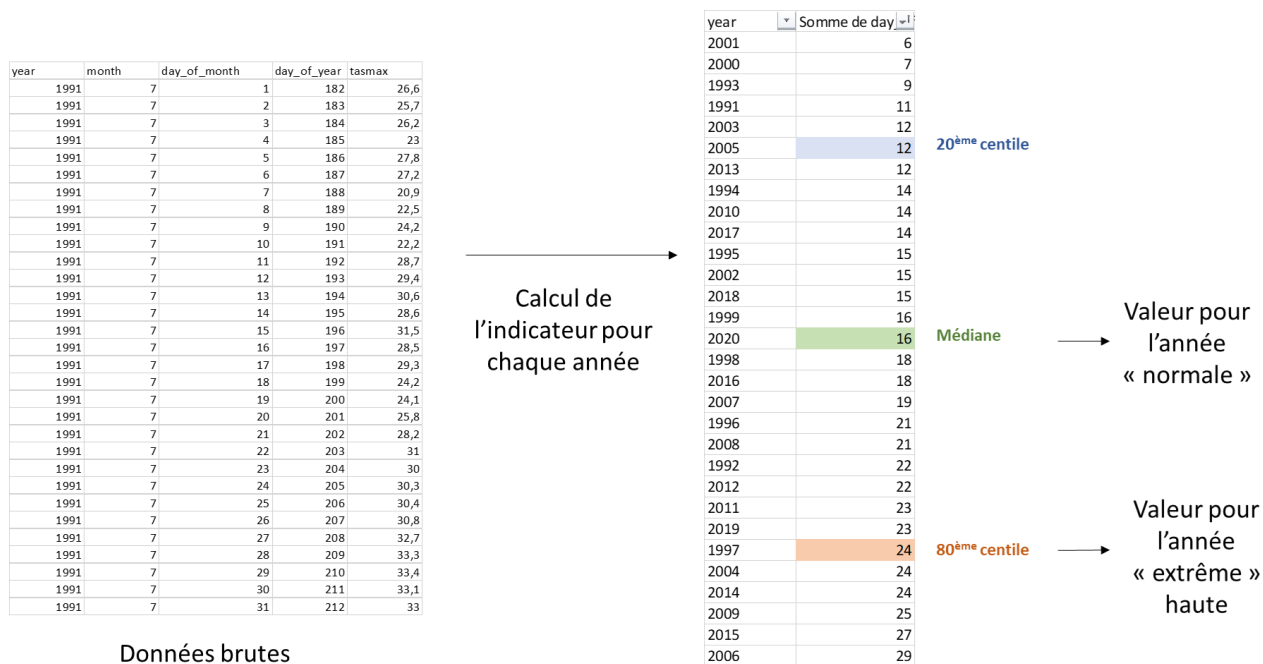 year month day_of_month day_of_year tasmax
1991 7 1 182 26,6
1991 7 2 183 25,7
1991 7 3 184 26,2
1991 7 4 185 23
1991 7 5 186 27,8
1991 7 6 187 27,2
1991 7 7 188 20,9
1991 7 8 189 22,5
1991 7 9 190 24,2
1991 7 10 191 22,2
1991 7 11 192 28,7
1991 7 12 193 29,4
1991 7 13 194 30,6
1991 7 14 195 28,6
1991 7 15 196 31,5
1991 7 16 197 28,5
1991 7 17 198 29,3
1991 7 18 199 24,2
1991 7 19 200 24,1
1991 7 20 201 25,8
1991 7 21 202 28,2
1991 7 22 203 31
1991 7 23 204 30
1991 7 24 205 30,3
1991 7 25 206 30,4
1991 7 26 207 30,8
1991 7 27 208 32,7
1991 7 28 209 33,3
1991 7 29 210 33,4
1991 7 30 211 33,1
1991 7 31 212 33
Données brutes
Calcul de
l'indicateur pour
chaque année
year Somme de day
2001 6
2000 7
1993 9
1991 11
2003 12
2005 12
2013 12
1994 14
2010 14
2017 14
1995 15
2002 15
2018 15
1999 16
2020 16
1998 18
2016 18
2007 19
1996 21
2008 21
1992 22
2012 22
2011 23
2019 23
1997 24
2004 24
2014 24
2009 25
2015 27
2006 29
20ème centile
Médiane
80ème centile
Valeur pour
l'année
« normale »
Valeur pour
l'année
« extrême »
haute